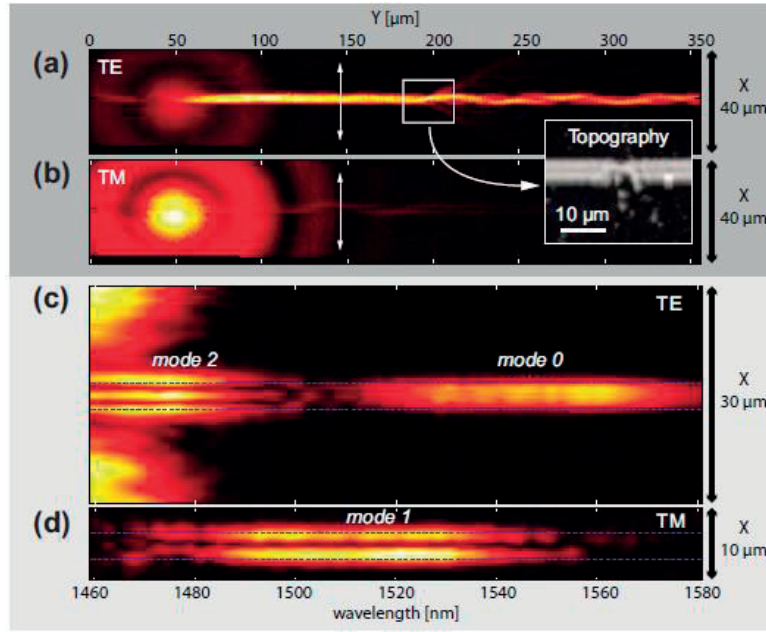 Y [µm]
0 50 100 150 200 250 300 350
(a) TE
X
40 µm
Topography
10 µm
(b) TM
X
40 µm
(c) TE
mode 2 mode 0
X
30 µm
(d) mode 1 TM
X
10 µm
1460 1480 1500 1520 1540 1560 1580
wavelength [nm]